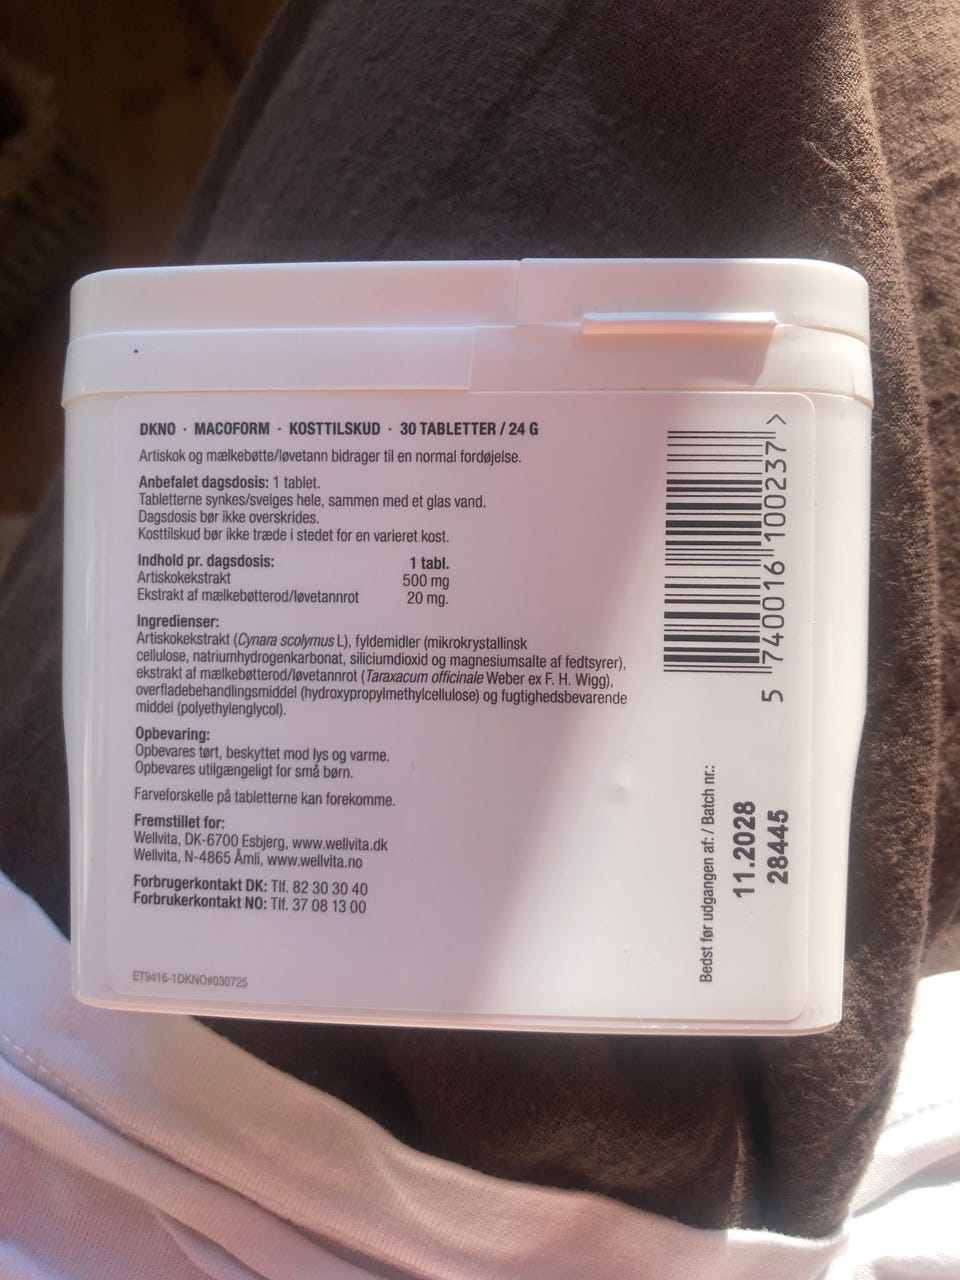 DKNO · MACOFORM · KOSTTILSKUD · 30 TABLETTER / 24 G
Artiskok og mælkebøtte/løvetann bidrager til en normal fordøjelse.
Anbefalet dagsdosis: 1 tablet.
Tabletterne synkes/svelges hele, sammen med et glas vand.
Dagsdosis bør ikke overskrides.
Kosttilskud bør ikke træde i stedet for en varieret kost.
Indhold pr. dagsdosis: 1 tabl.
Artiskokekstrakt 500 mg
Ekstrakt af mælkebøtterod/løvetannrot 20 mg.
Ingredienser:
Artiskokekstrakt (Cynara scolymus L), fyldemidler (mikrokrystallinsk
cellulose, natriumhydrogenkarbonat, siliciumdioxid og magnesiumsalte af fedtsyrer),
ekstrakt af mælkebøtterod/løvetannrot (Taraxacum officinale Weber ex F. H. Wigg),
overfladebehandlingsmiddel (hydroxypropylmethylcellulose) og fugtighedsbevarende
middel (polyethylenglycol).
Opbevaring:
Opbevares tørt, beskyttet mod lys og varme.
Opbevares utilgængeligt for små børn.
Farveforskelle på tabletterne kan forekomme.
Fremstillet for:
Wellvita, DK-6700 Esbjerg, www.wellvita.dk
Wellvita, N-4865 Åmli, www.wellvita.no
Forbrugerkontakt DK: Tlf. 82 30 30 40
Forbrukerkontakt NO: Tlf. 37 08 13 00
ET9416-1DKNO#030725
5 740016 100237 >
Bedst før udgangen af: / Batch nr.:
11.2028
28445